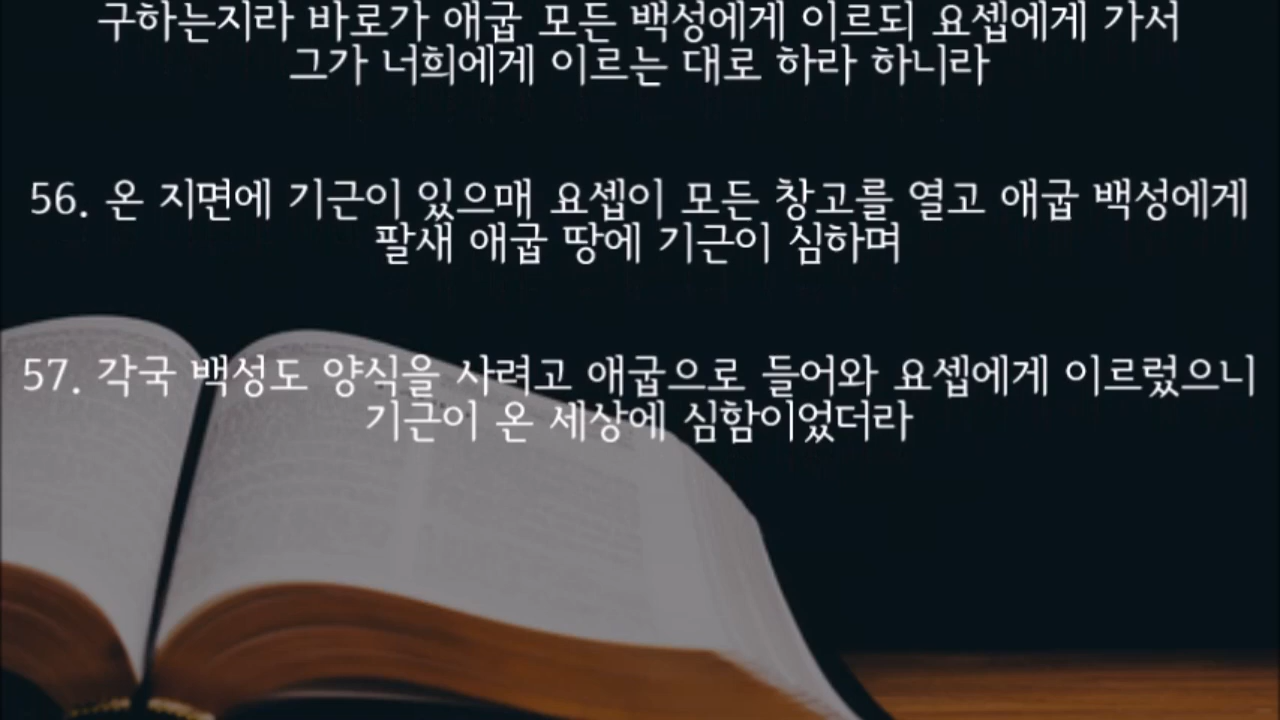 구하는지라 바로가 애굽 모든 백성에게 이르되 요셉에게 가서
그가 너희에게 이르는 대로 하라 하니라
56. 온 지면에 기근이 있으매 요셉이 모든 창고를 열고 애굽 백성에게
팔새 애굽 땅에 기근이 심하며
57. 각국 백성도 양식을 사려고 애굽으로 들어와 요셉에게 이르렀으니
기근이 온 세상에 심함이었더라